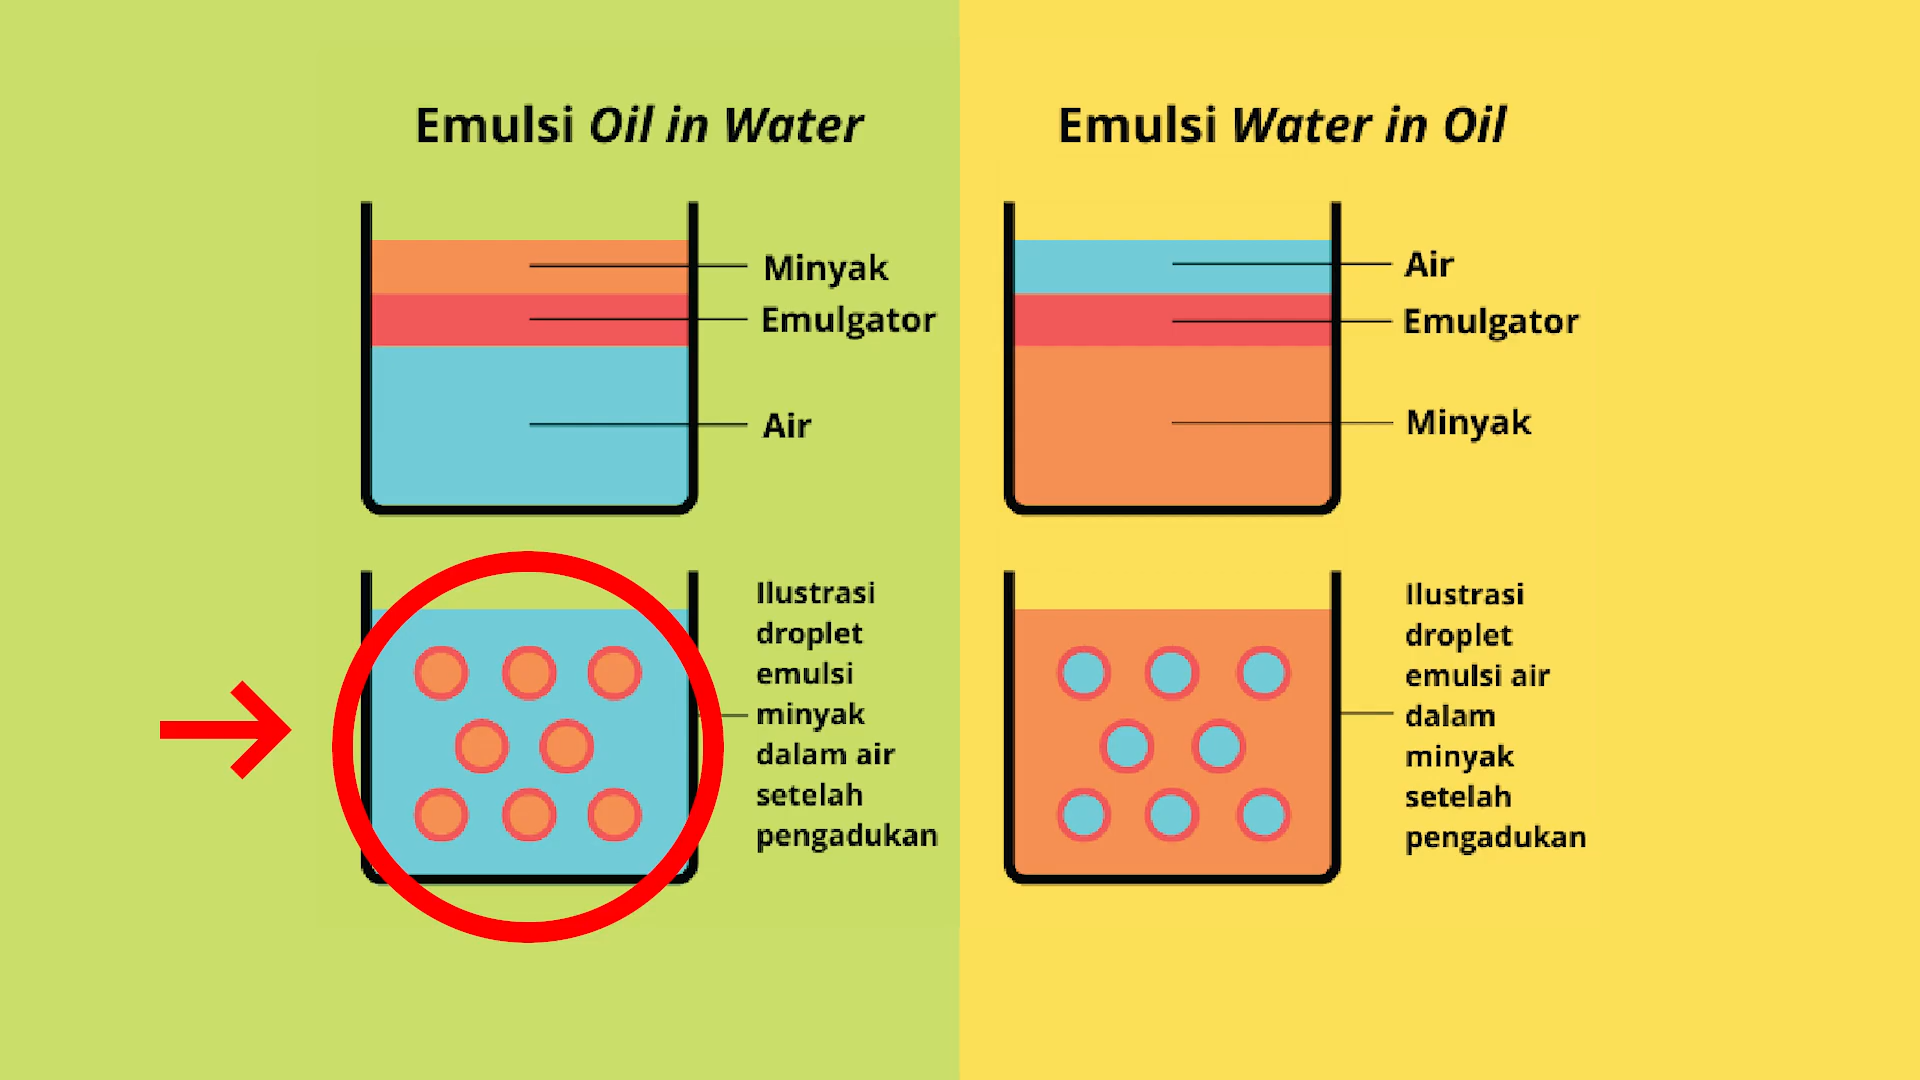 Emulsi Oil in Water
Minyak
Emulgator
Air
Ilustrasi
droplet
emulsi
minyak
dalam air
setelah
pengadukan
Emulsi Water in Oil
Air
Emulgator
Minyak
Ilustrasi
droplet
emulsi air
dalam
minyak
setelah
pengadukan